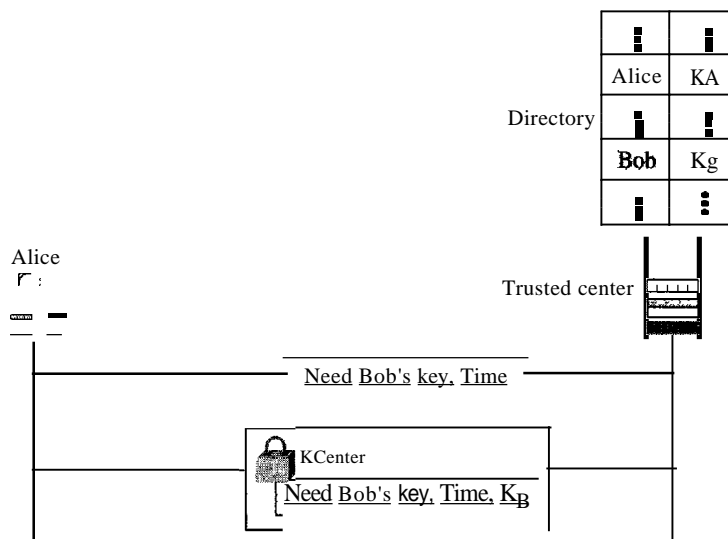 Alice KA
Directory
Bob Kg
Alice
Trusted center
Need Bob's key, Time
KCenter
Need Bob's key, Time, KB